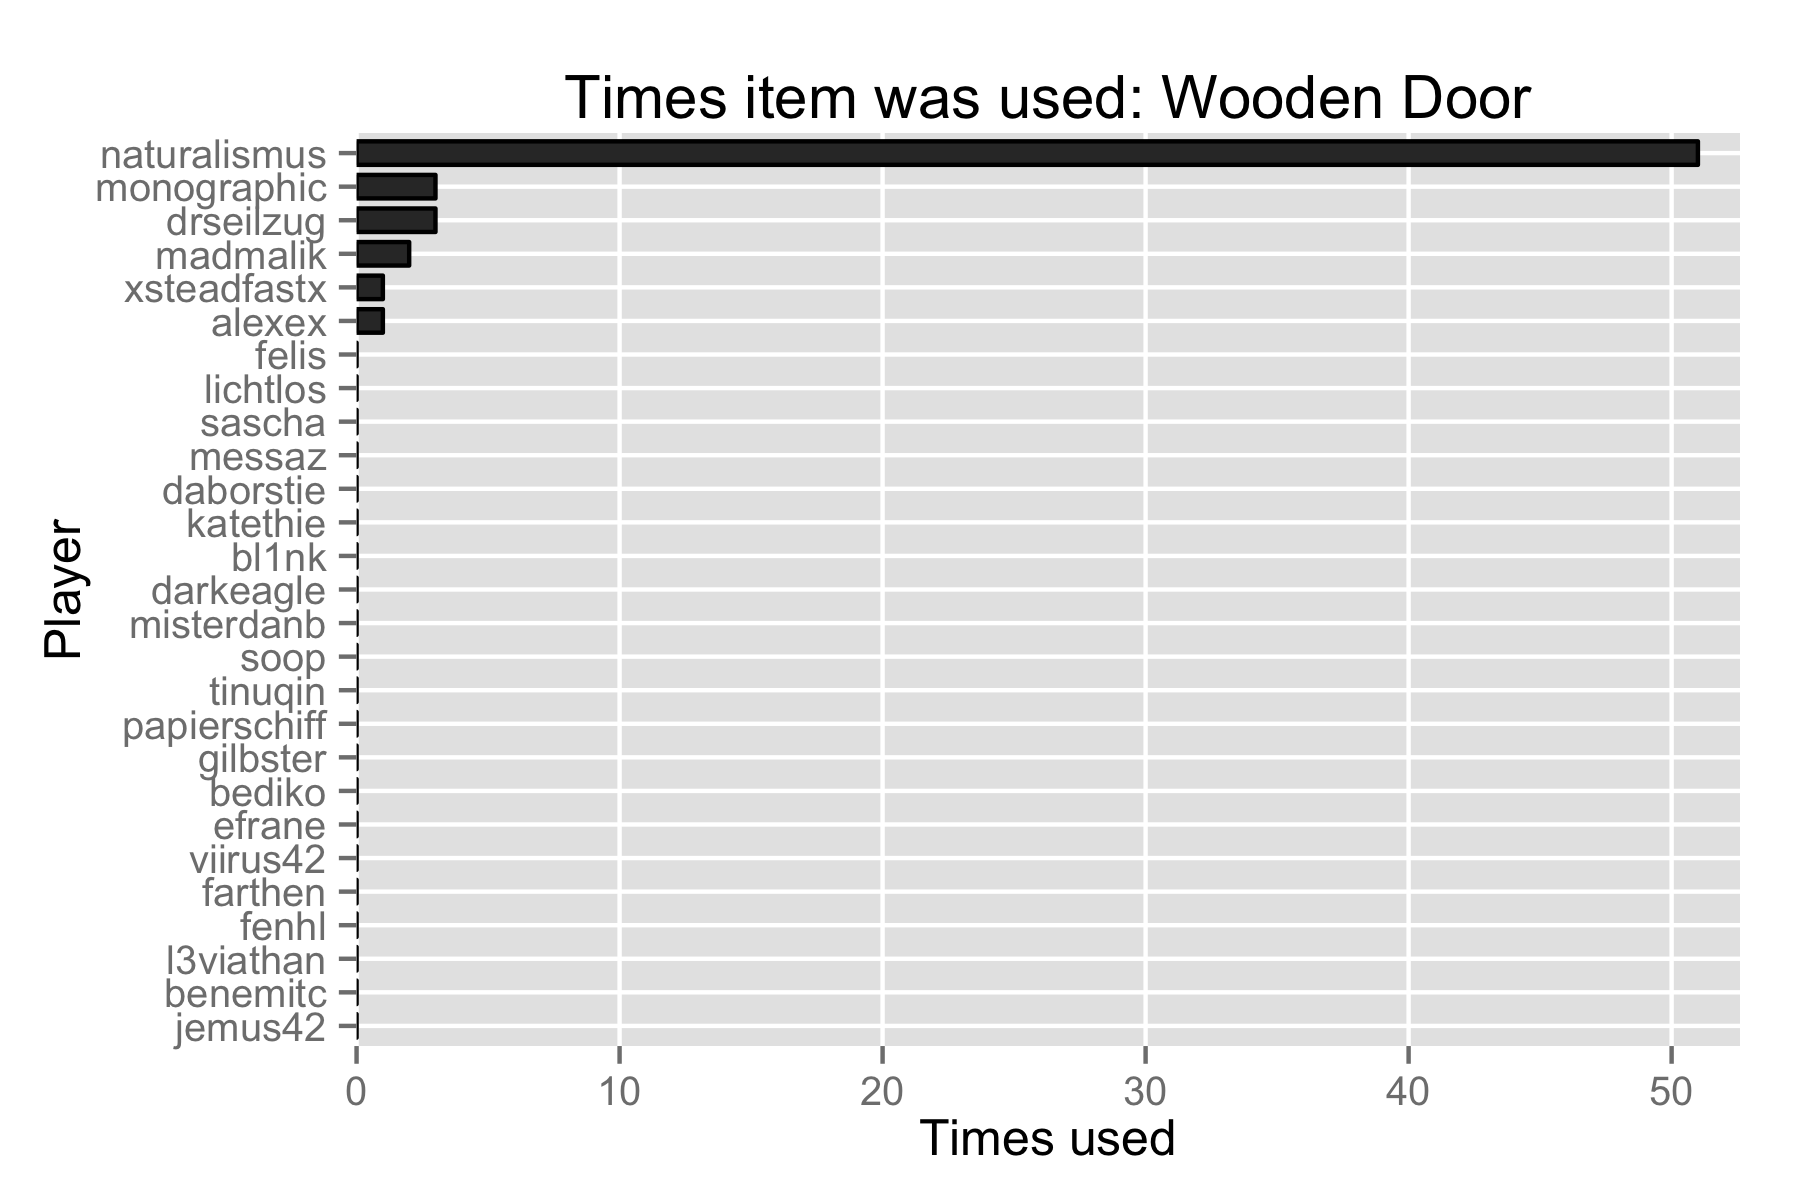 Times item was used: Wooden Door
naturalismus
monographic
drseilzug
madmalik
xsteadfastx
alexex
felis
lichtlos
sascha
messaz
daborstie
katethie
bl1nk
darkeagle
misterdanb
soop
tinuqin
papierschiff
gilbster
bediko
efrane
viirus42
farthen
fenhl
l3viathan
benemitc
jemus42
Player
0 10 20 30 40 50
Times used